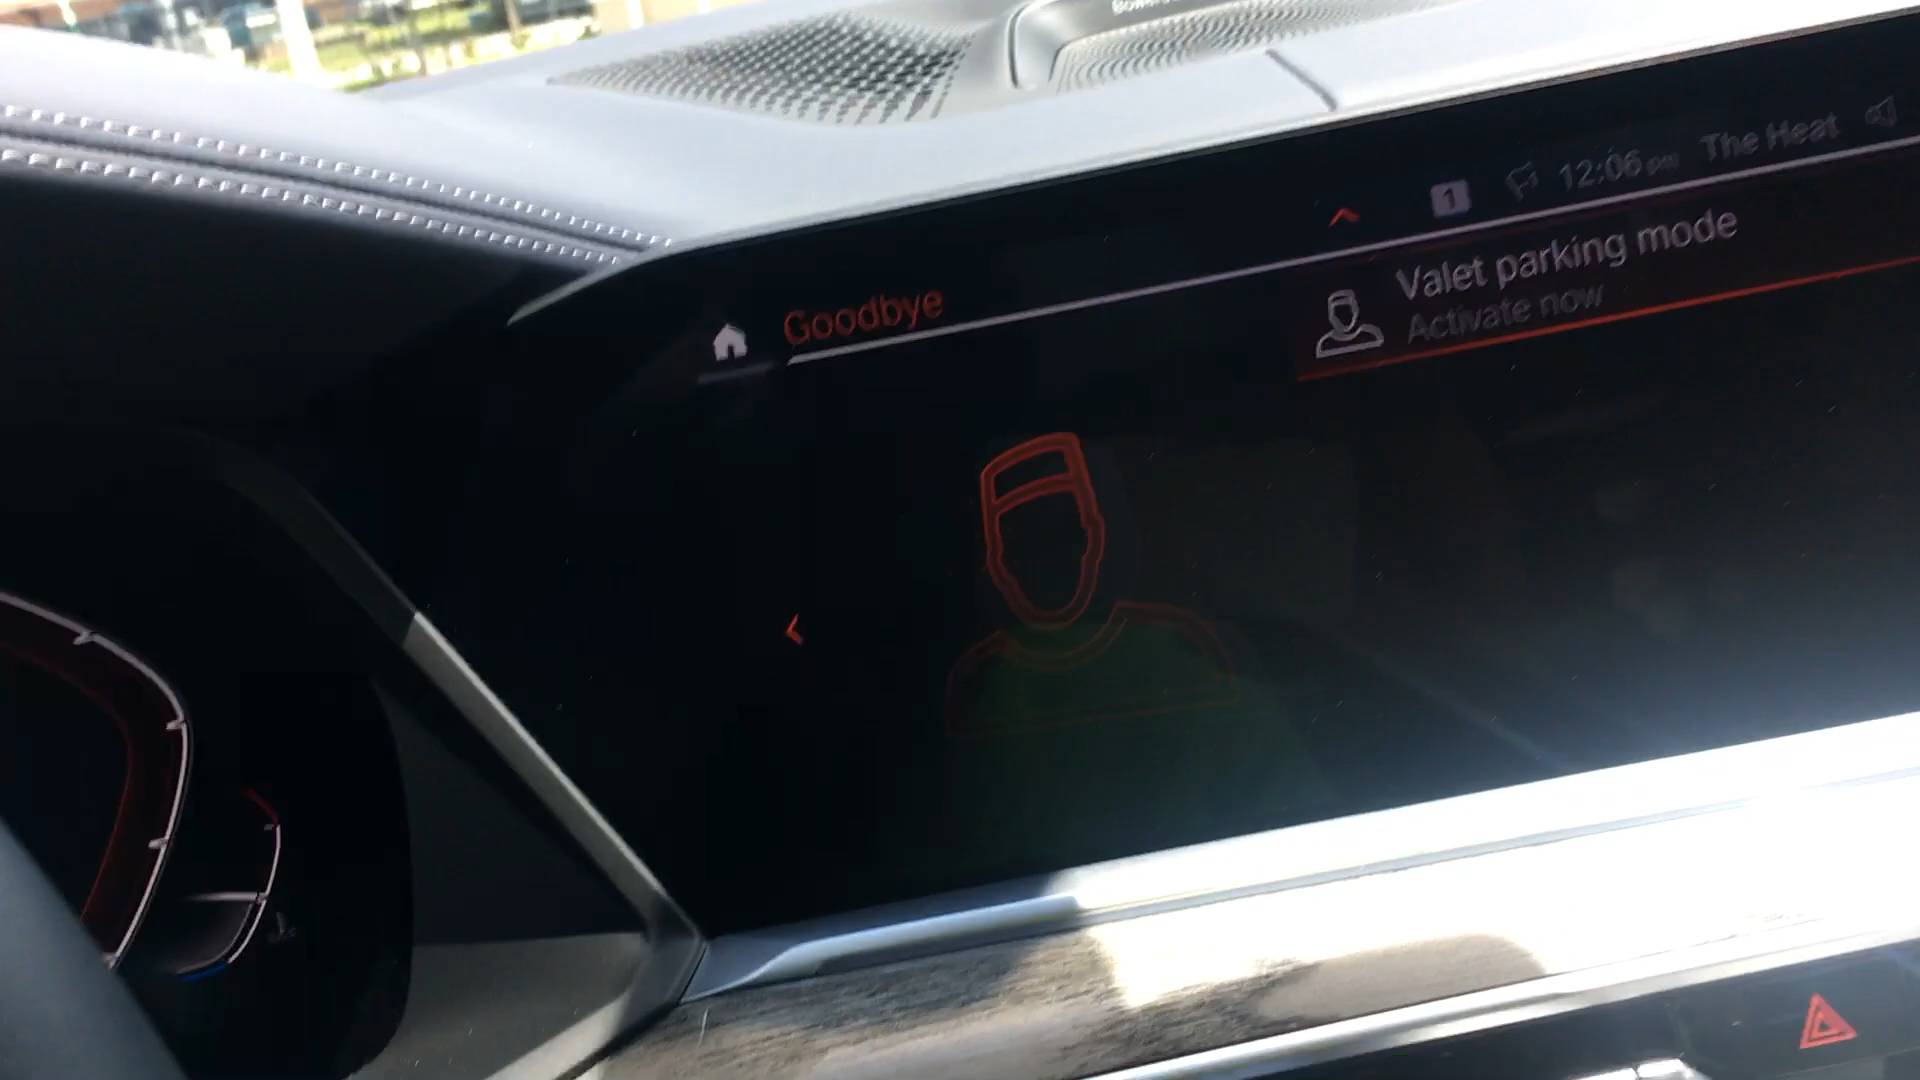 1 12:06 pm The Heat
Goodbye
Valet parking mode
Activate now